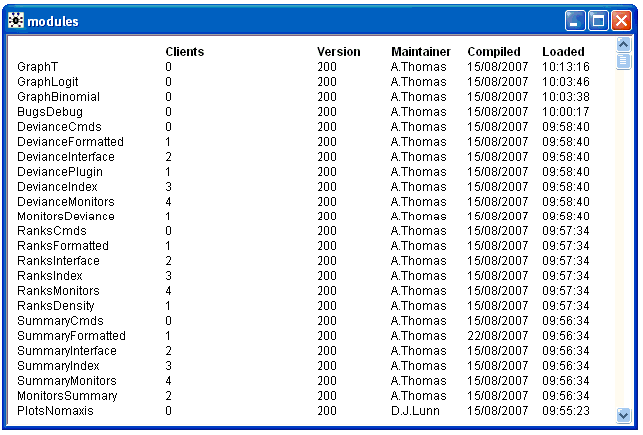 modules
Clients Version Maintainer Compiled Loaded
GraphT 0 200 A.Thomas 15/08/2007 10:13:16
GraphLogit 0 200 A.Thomas 15/08/2007 10:03:46
GraphBinomial 0 200 A.Thomas 15/08/2007 10:03:38
BugsDebug 0 200 A.Thomas 15/08/2007 10:00:17
DevianceCmds 0 200 A.Thomas 15/08/2007 09:58:40
DevianceFormatted 1 200 A.Thomas 15/08/2007 09:58:40
DevianceInterface 2 200 A.Thomas 15/08/2007 09:58:40
DeviancePlugin 1 200 A.Thomas 15/08/2007 09:58:40
DevianceIndex 3 200 A.Thomas 15/08/2007 09:58:40
DevianceMonitors 4 200 A.Thomas 15/08/2007 09:58:40
MonitorsDeviance 1 200 A.Thomas 15/08/2007 09:58:40
RanksCmds 0 200 A.Thomas 15/08/2007 09:57:34
RanksFormatted 1 200 A.Thomas 15/08/2007 09:57:34
RanksInterface 2 200 A.Thomas 15/08/2007 09:57:34
RanksIndex 3 200 A.Thomas 15/08/2007 09:57:34
RanksMonitors 4 200 A.Thomas 15/08/2007 09:57:34
RanksDensity 1 200 A.Thomas 15/08/2007 09:57:34
SummaryCmds 0 200 A.Thomas 15/08/2007 09:56:34
SummaryFormatted 1 200 A.Thomas 22/08/2007 09:56:34
SummaryInterface 2 200 A.Thomas 15/08/2007 09:56:34
SummaryIndex 3 200 A.Thomas 15/08/2007 09:56:34
SummaryMonitors 4 200 A.Thomas 15/08/2007 09:56:34
MonitorsSummary 2 200 A.Thomas 15/08/2007 09:56:34
PlotsNomaxis 0 200 D.J.Lunn 15/08/2007 09:55:23